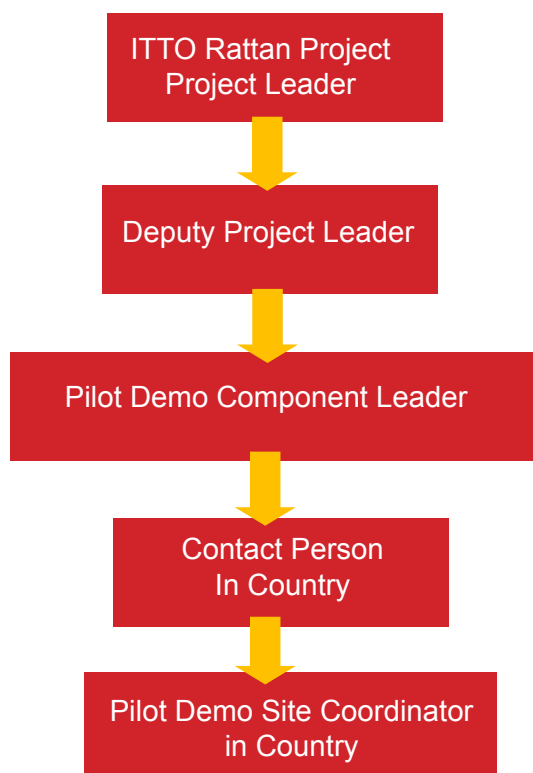 ITTO Rattan Project
Project Leader
Deputy Project Leader
Pilot Demo Component Leader
Contact Person
In Country
Pilot Demo Site Coordinator
in Country